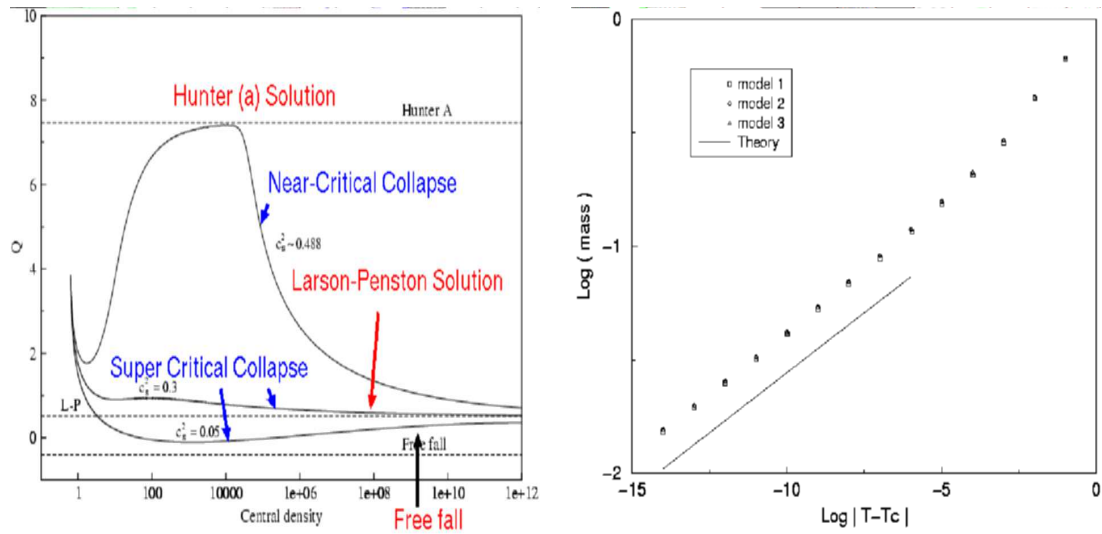 10
8
6
4
2
0
Q
Hunter (a) Solution
Hunter A
Near-Critical Collapse
c_s^2 ~ 0.488
Larson-Penston Solution
Super Critical Collapse
c_s^2 = 0.3
L-P
c_s^2 = 0.05
Free fall
1 100 10000 1e+06 1e+08 1e+10 1e+12
Central density
Free fall
0
model 1
model 2
model 3
Theory
Log ( mass )
−1
−2
−15 −10 −5 0
Log | T−Tc |